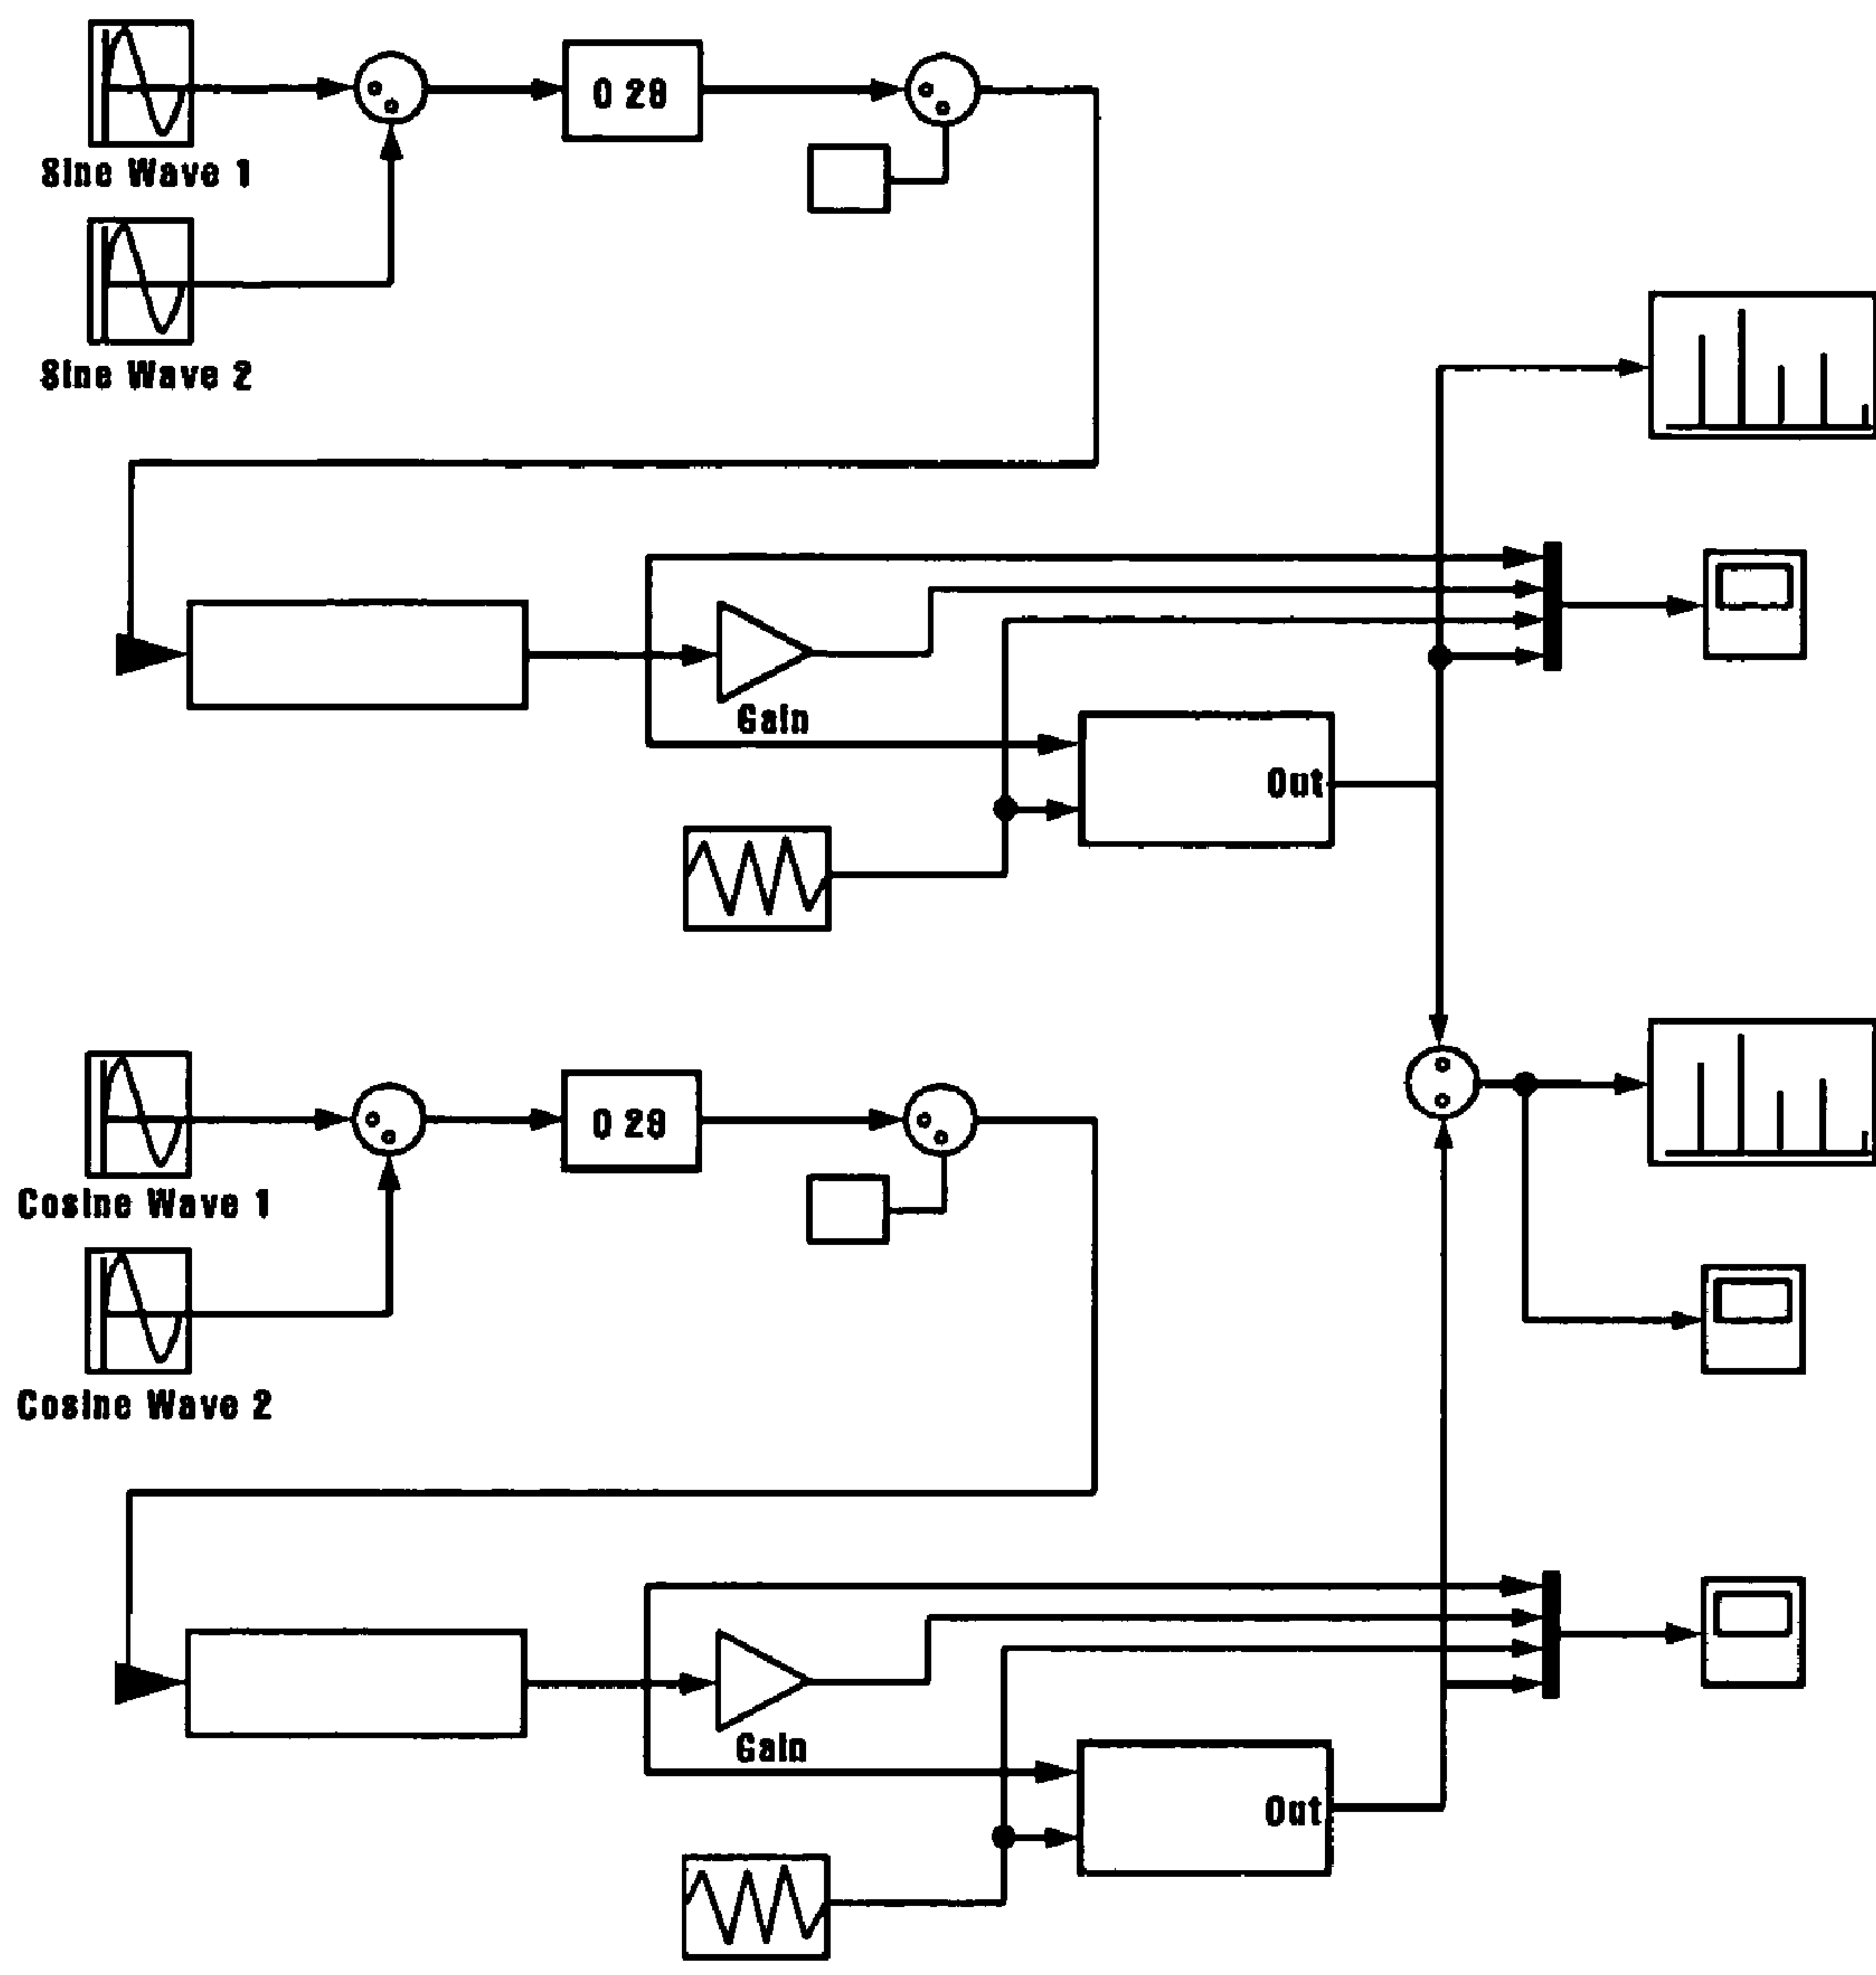 Sine Wave 1
0 29
Sine Wave 2
Gain
Out
Cosine Wave 1
0 29
Cosine Wave 2
Gain
Out